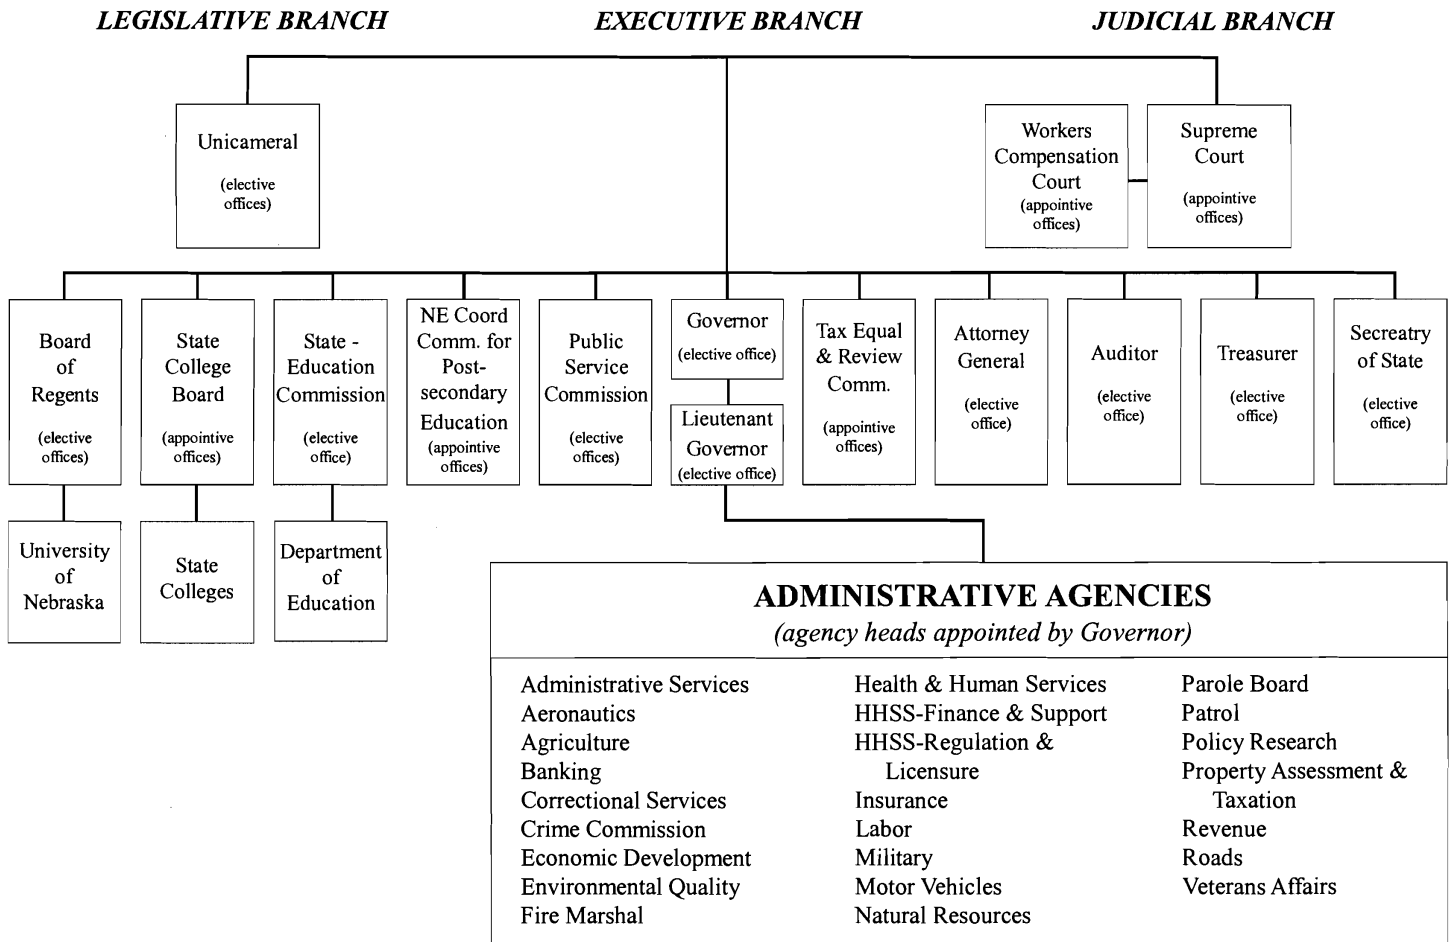 LEGISLATIVE BRANCH
EXECUTIVE BRANCH
JUDICIAL BRANCH
Unicameral
(elective
offices)
Workers
Compensation
Court
(appointive
offices)
Supreme
Court
(appointive
offices)
Board
of
Regents
(elective
offices)
State
College
Board
(appointive
offices)
State -
Education
Commission
(elective
office)
NE Coord
Comm. for
Post-
secondary
Education
(appointive
offices)
Public
Service
Commission
(elective
offices)
Governor
(elective office)
Lieutenant
Governor
(elective office)
Tax Equal
& Review
Comm.
(appointive
offices)
Attorney
General
(elective
office)
Auditor
(elective
office)
Treasurer
(elective
office)
Secreatry
of State
(elective
office)
University
of
Nebraska
State
Colleges
Department
of
Education
ADMINISTRATIVE AGENCIES
(agency heads appointed by Governor)
Administrative Services
Aeronautics
Agriculture
Banking
Correctional Services
Crime Commission
Economic Development
Environmental Quality
Fire Marshal
Health & Human Services
HHSS-Finance & Support
HHSS-Regulation &
Licensure
Insurance
Labor
Military
Motor Vehicles
Natural Resources
Parole Board
Patrol
Policy Research
Property Assessment &
Taxation
Revenue
Roads
Veterans Affairs